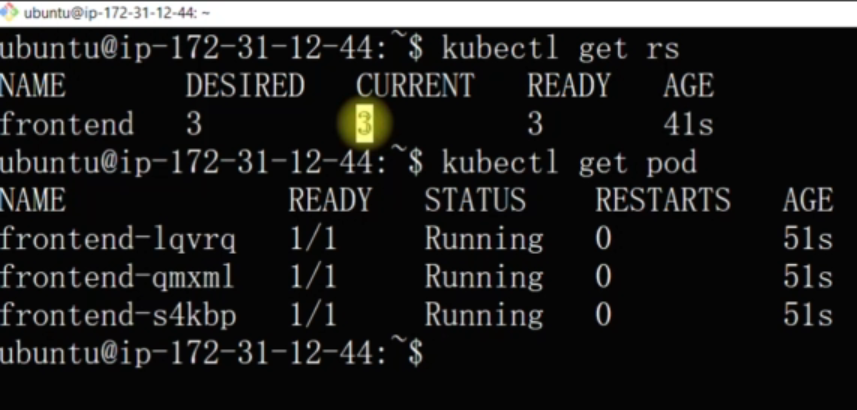 ubuntu@ip-172-31-12-44: ~
ubuntu@ip-172-31-12-44:~$ kubectl get rs
NAME DESIRED CURRENT READY AGE
frontend 3 3 3 41s
ubuntu@ip-172-31-12-44:~$ kubectl get pod
NAME READY STATUS RESTARTS AGE
frontend-lqvrq 1/1 Running 0 51s
frontend-qmxml 1/1 Running 0 51s
frontend-s4kbp 1/1 Running 0 51s
ubuntu@ip-172-31-12-44:~$